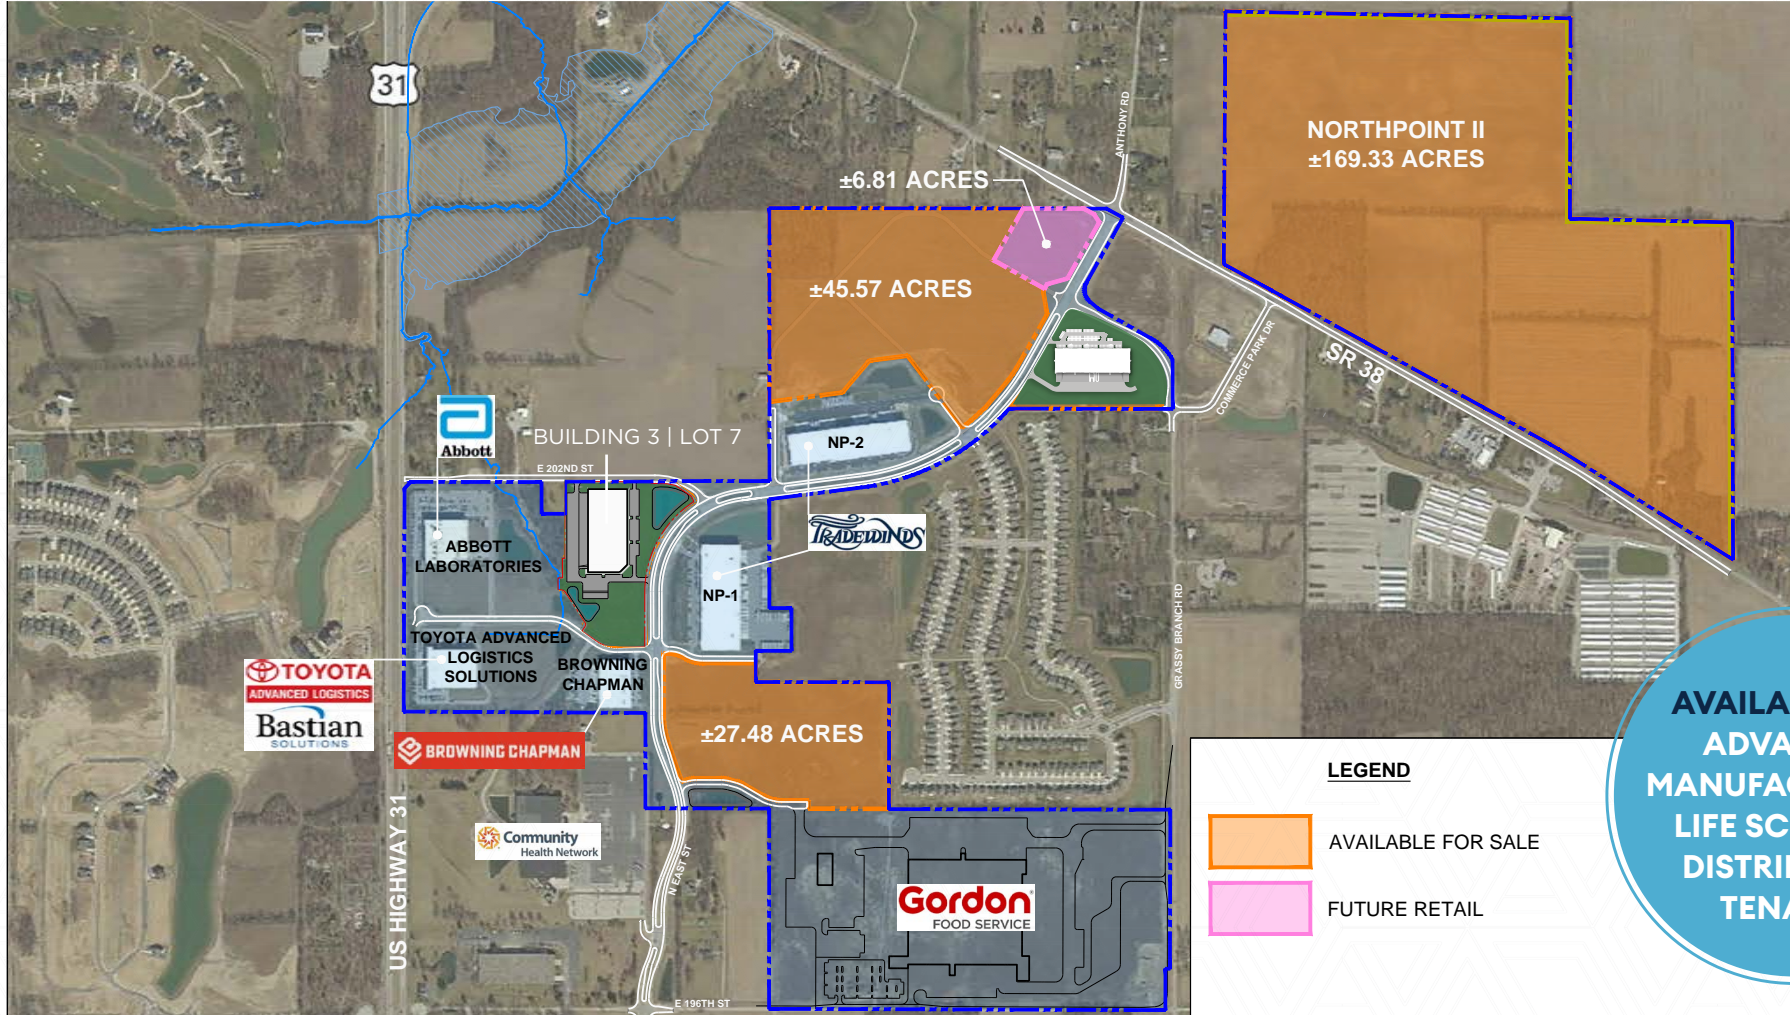 31
ANTHONY RD
NORTHPOINT II
±169.33 ACRES
±6.81 ACRES
±45.57 ACRES
COMMERCE PARK DR
SR 38
Abbott
BUILDING 3 | LOT 7
E 202ND ST
NP-2
TRADEWINDS
ABBOTT
LABORATORIES
NP-1
GRASSY BRANCH RD
TOYOTA ADVANCED
LOGISTICS
SOLUTIONS
BROWNING
CHAPMAN
TOYOTA
ADVANCED LOGISTICS
Bastian
SOLUTIONS
BROWNING CHAPMAN
±27.48 ACRES
US HIGHWAY 31
Community
Health Network
N EAST ST
Gordon
FOOD SERVICE
E 196TH ST
LEGEND
AVAILABLE FOR SALE
FUTURE RETAIL
AVAILA
ADVA
MANUFAC
LIFE SC
DISTRI
TENA